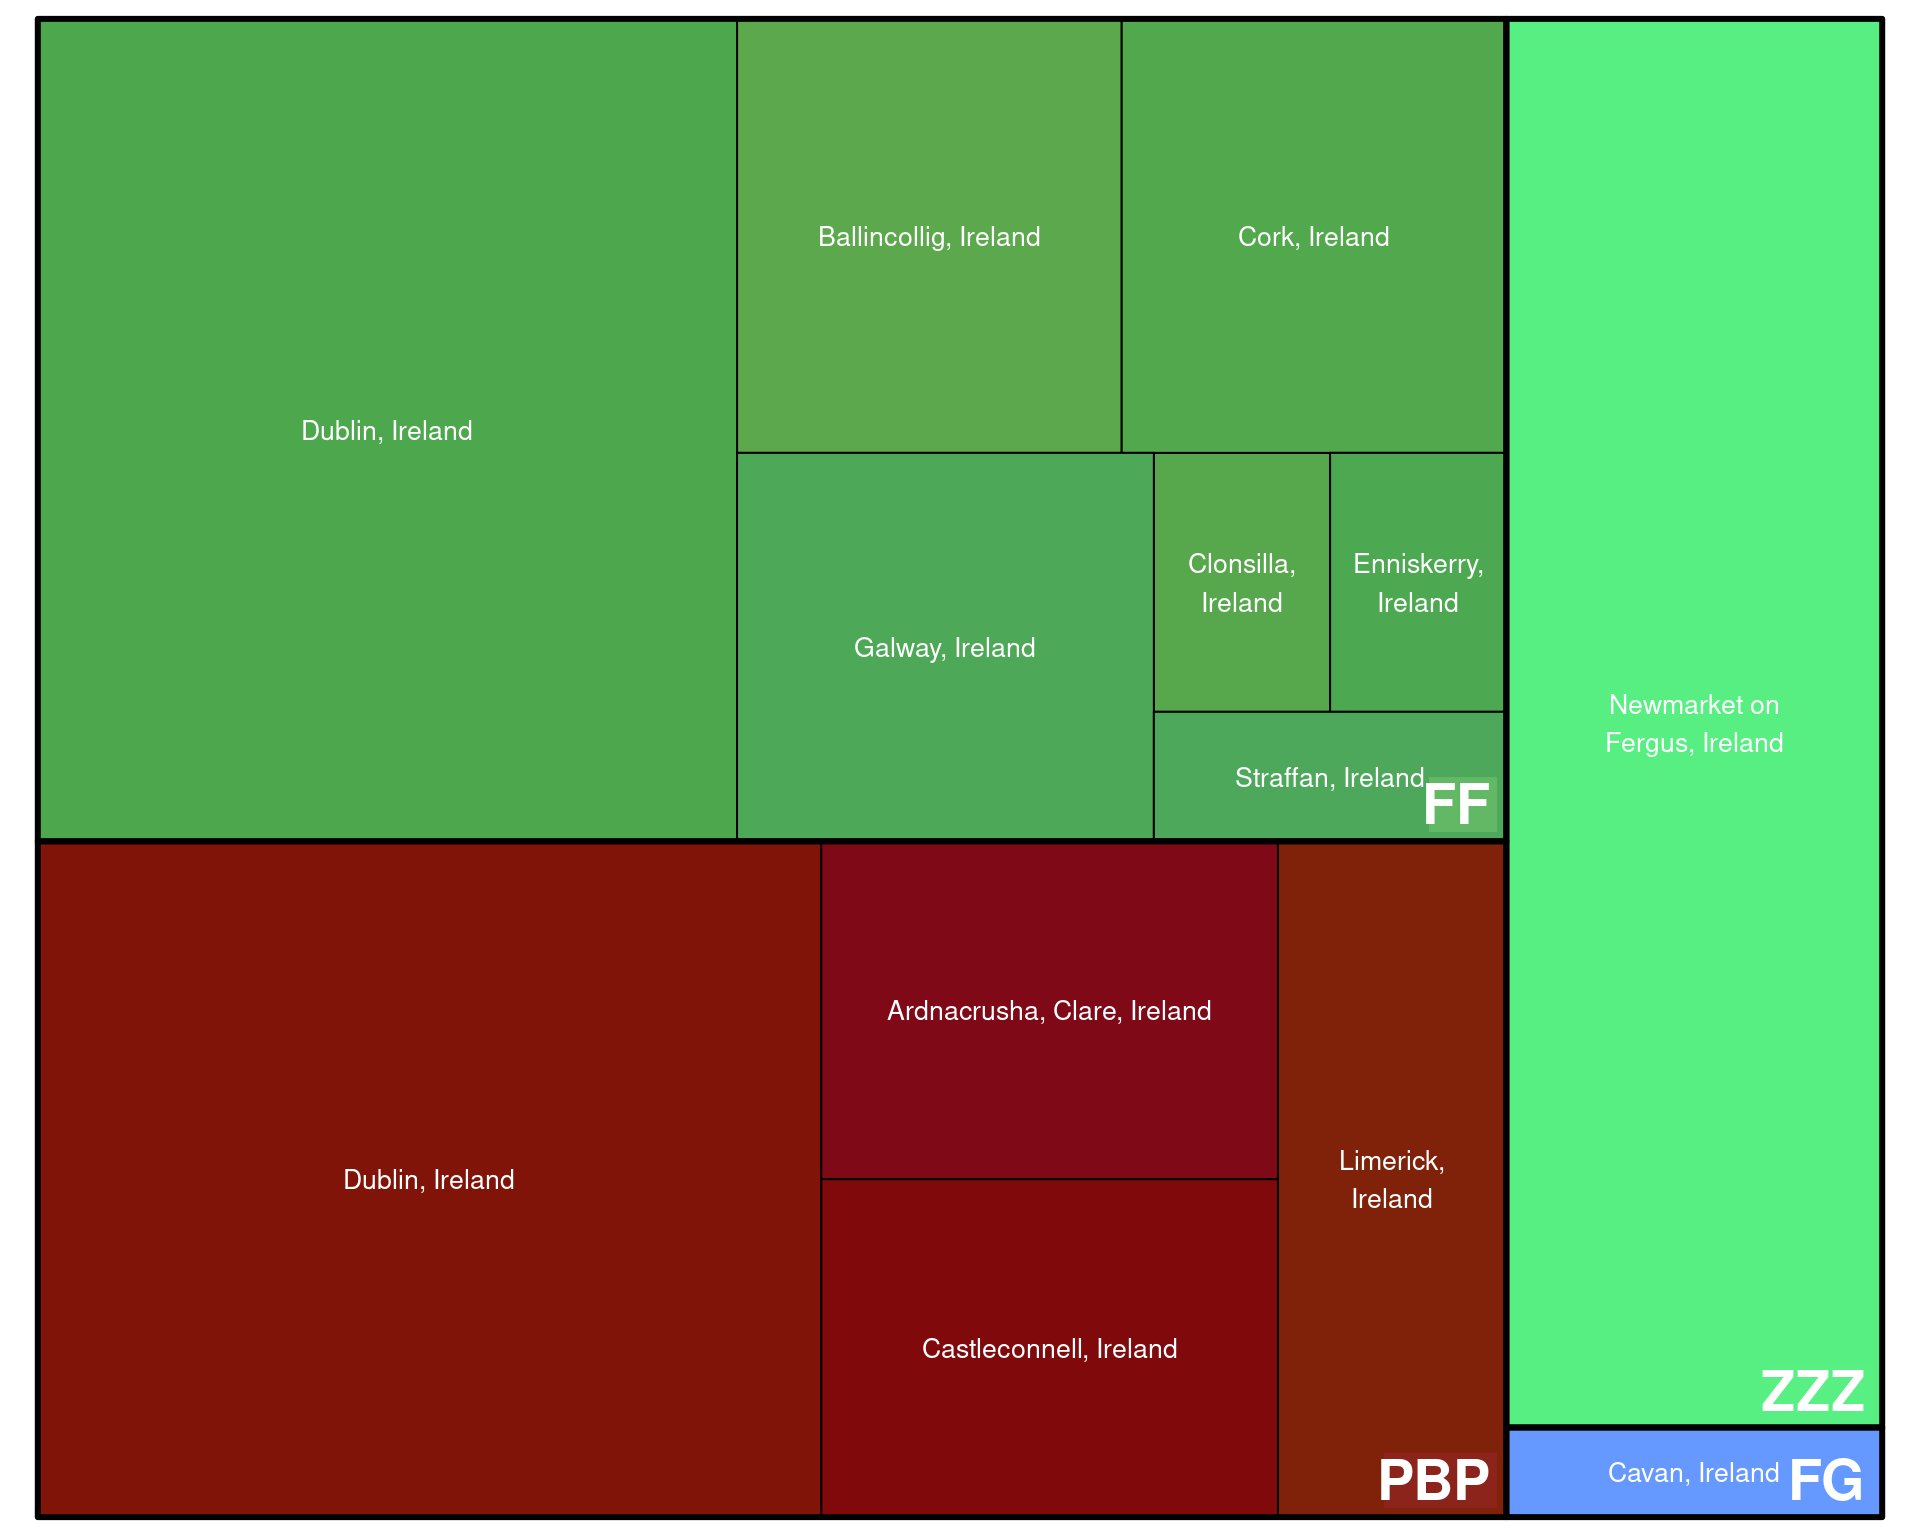 Dublin, Ireland
Ballincollig, Ireland
Cork, Ireland
Galway, Ireland
Clonsilla,
Ireland
Enniskerry,
Ireland
Straffan, Ireland
FF
Dublin, Ireland
Ardnacrusha, Clare, Ireland
Castleconnell, Ireland
Limerick,
Ireland
PBP
Newmarket on
Fergus, Ireland
ZZZ
Cavan, Ireland
FG